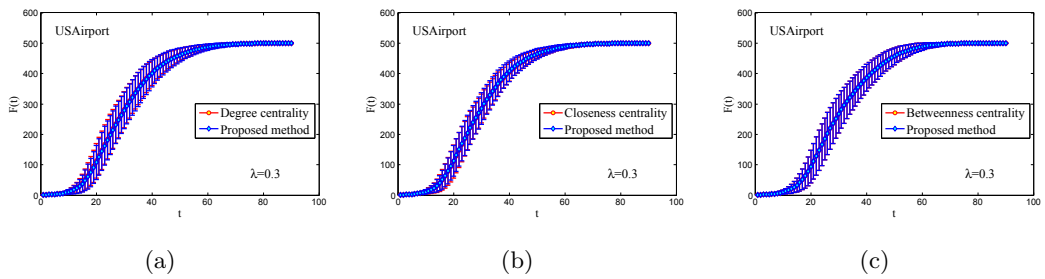 600
500
400
300
200
100
0
0 20 40 60 80 100
F(t)
t
USAirport
Degree centrality
Proposed method
λ=0.3
(a)
600
500
400
300
200
100
0
0 20 40 60 80 100
F(t)
t
USAirport
Closeness centrality
Proposed method
λ=0.3
(b)
600
500
400
300
200
100
0
0 20 40 60 80 100
F(t)
t
USAirport
Betweenness centrality
Proposed method
λ=0.3
(c)